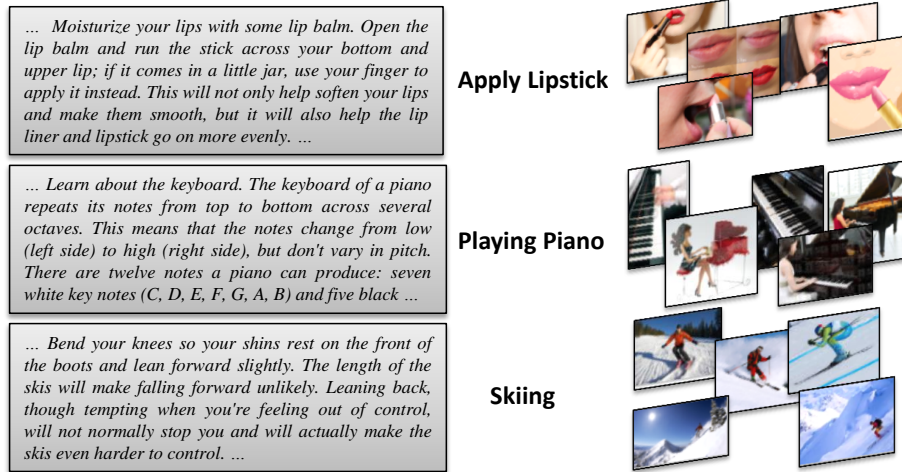 ... Moisturize your lips with some lip balm. Open the
lip balm and run the stick across your bottom and
upper lip; if it comes in a little jar, use your finger to
apply it instead. This will not only help soften your lips
and make them smooth, but it will also help the lip
liner and lipstick go on more evenly. ...
Apply Lipstick
... Learn about the keyboard. The keyboard of a piano
repeats its notes from top to bottom across several
octaves. This means that the notes change from low
(left side) to high (right side), but don't vary in pitch.
There are twelve notes a piano can produce: seven
white key notes (C, D, E, F, G, A, B) and five black ...
Playing Piano
... Bend your knees so your shins rest on the front of
the boots and lean forward slightly. The length of the
skis will make falling forward unlikely. Leaning back,
though tempting when you're feeling out of control,
will not normally stop you and will actually make the
skis even harder to control. ...
Skiing